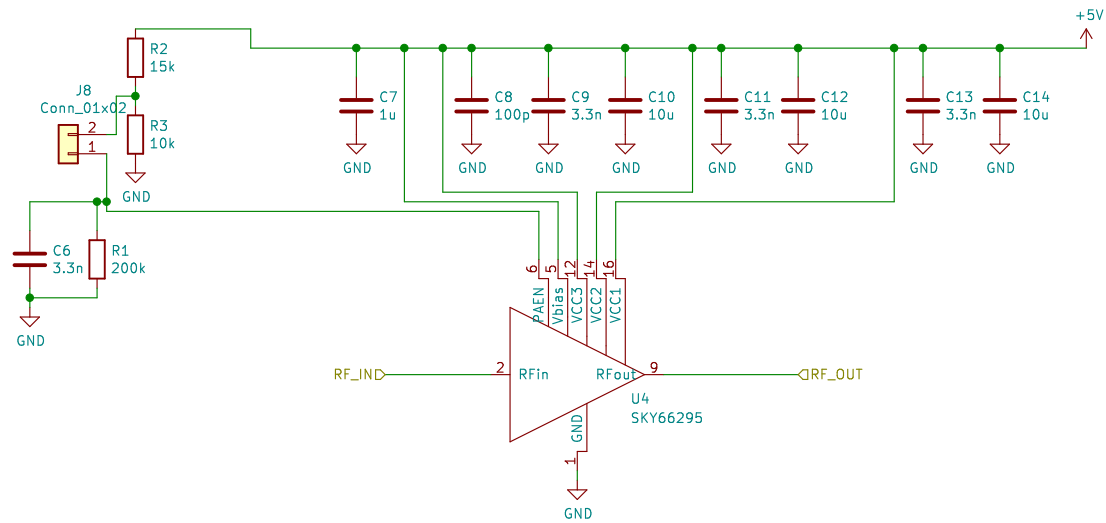 +5V
R2
15k
J8
Conn_01x02
2
1
R3
10k
GND
C7
1u
GND
C8
100p
GND
C9
3.3n
GND
C10
10u
GND
C11
3.3n
GND
C12
10u
GND
C13
3.3n
GND
C14
10u
GND
C6
3.3n
R1
200k
GND
6
5
12
14
16
PAEN
Vbias
VCC3
VCC2
VCC1
RF_IN
2
RFin
RFout
9
RF_OUT
U4
SKY66295
GND
1
GND